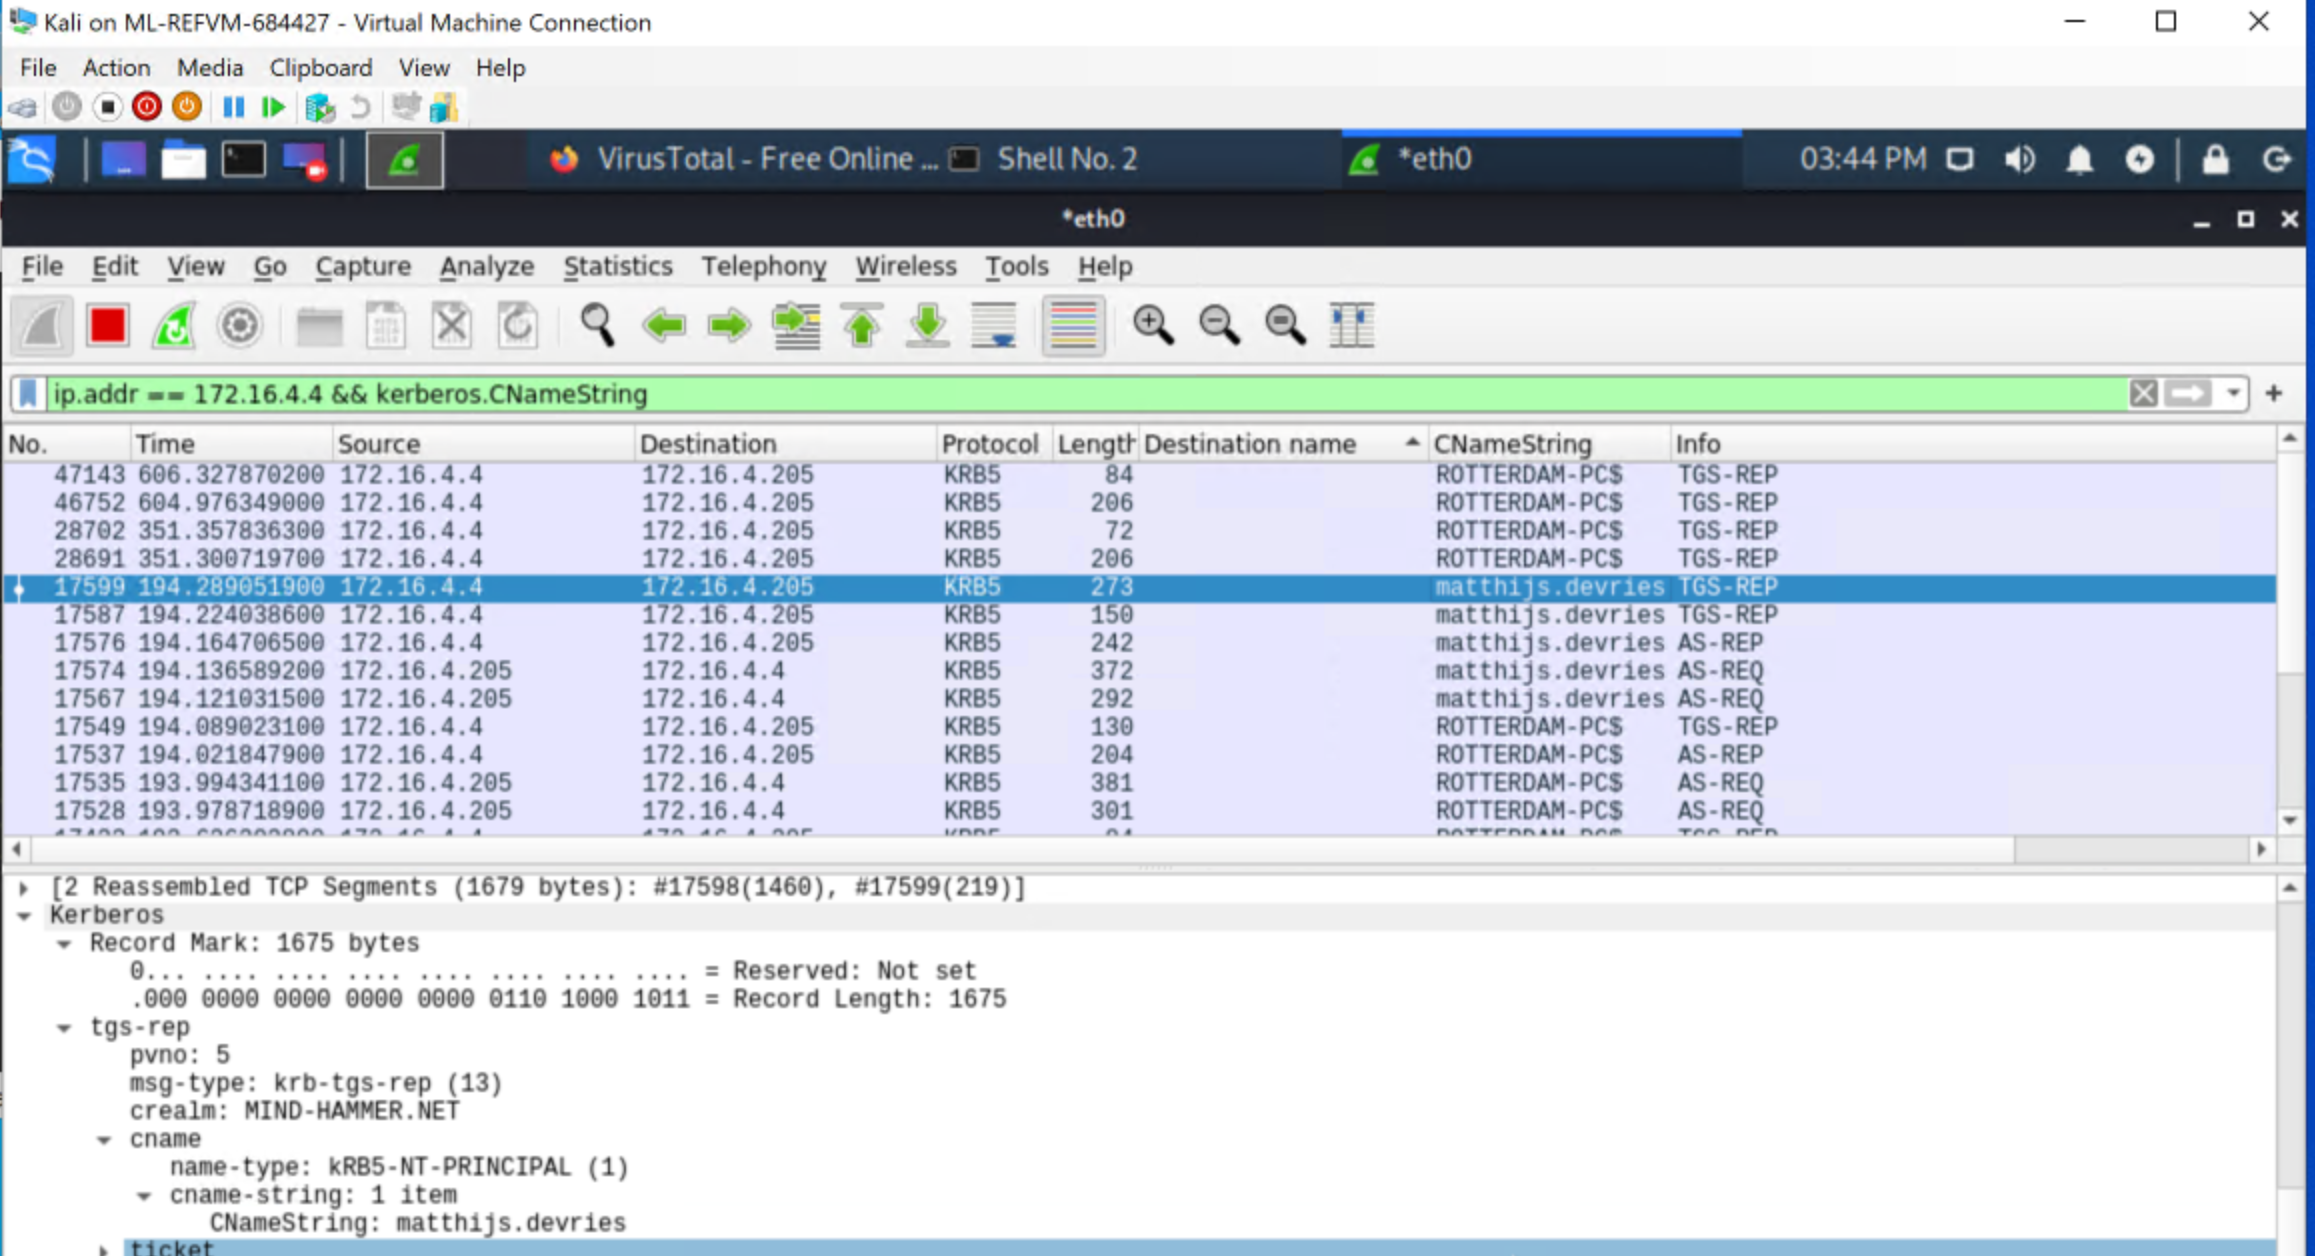 Kali on ML-REFVM-684427 - Virtual Machine Connection
File Action Media Clipboard View Help
VirusTotal - Free Online ... Shell No. 2 *eth0 03:44 PM
*eth0
File Edit View Go Capture Analyze Statistics Telephony Wireless Tools Help
ip.addr == 172.16.4.4 && kerberos.CNameString
No. Time Source Destination Protocol Length Destination name CNameString Info
47143 606.327870200 172.16.4.4 172.16.4.205 KRB5 84 ROTTERDAM-PC$ TGS-REP
46752 604.976349000 172.16.4.4 172.16.4.205 KRB5 206 ROTTERDAM-PC$ TGS-REP
28702 351.357836300 172.16.4.4 172.16.4.205 KRB5 72 ROTTERDAM-PC$ TGS-REP
28691 351.300719700 172.16.4.4 172.16.4.205 KRB5 206 ROTTERDAM-PC$ TGS-REP
17599 194.289051900 172.16.4.4 172.16.4.205 KRB5 273 matthijs.devries TGS-REP
17587 194.224038600 172.16.4.4 172.16.4.205 KRB5 150 matthijs.devries TGS-REP
17576 194.164706500 172.16.4.4 172.16.4.205 KRB5 242 matthijs.devries AS-REP
17574 194.136589200 172.16.4.205 172.16.4.4 KRB5 372 matthijs.devries AS-REQ
17567 194.121031500 172.16.4.205 172.16.4.4 KRB5 292 matthijs.devries AS-REQ
17549 194.089023100 172.16.4.4 172.16.4.205 KRB5 130 ROTTERDAM-PC$ TGS-REP
17537 194.021847900 172.16.4.4 172.16.4.205 KRB5 204 ROTTERDAM-PC$ AS-REP
17535 193.994341100 172.16.4.205 172.16.4.4 KRB5 381 ROTTERDAM-PC$ AS-REQ
17528 193.978718900 172.16.4.205 172.16.4.4 KRB5 301 ROTTERDAM-PC$ AS-REQ
[2 Reassembled TCP Segments (1679 bytes): #17598(1460), #17599(219)]
Kerberos
Record Mark: 1675 bytes
0... .... .... .... .... .... .... .... = Reserved: Not set
.000 0000 0000 0000 0000 0110 1000 1011 = Record Length: 1675
tgs-rep
pvno: 5
msg-type: krb-tgs-rep (13)
crealm: MIND-HAMMER.NET
cname
name-type: kRB5-NT-PRINCIPAL (1)
cname-string: 1 item
CNameString: matthijs.devries
ticket